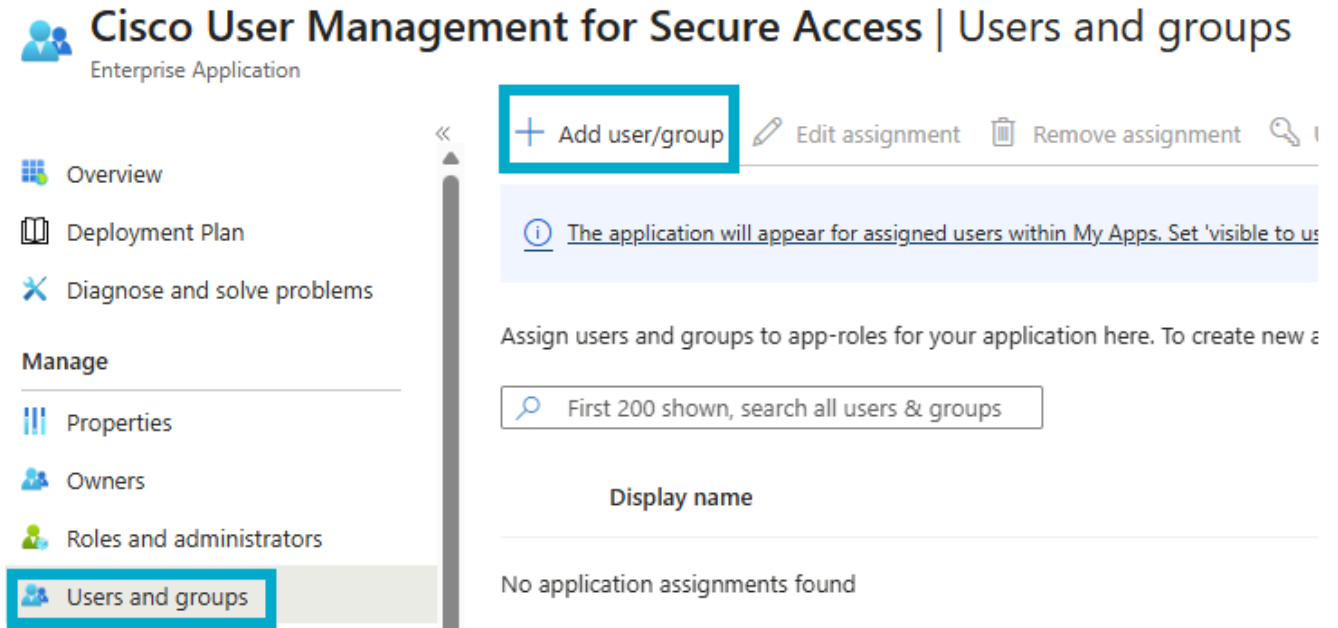 Cisco User Management for Secure Access | Users and groups
Enterprise Application
Add user/group
Edit assignment
Remove assignment
Overview
Deployment Plan
Diagnose and solve problems
Manage
Properties
Owners
Roles and administrators
Users and groups
The application will appear for assigned users within My Apps. Set 'visible to
Assign users and groups to app-roles for your application here. To create new
First 200 shown, search all users & groups
Display name
No application assignments found